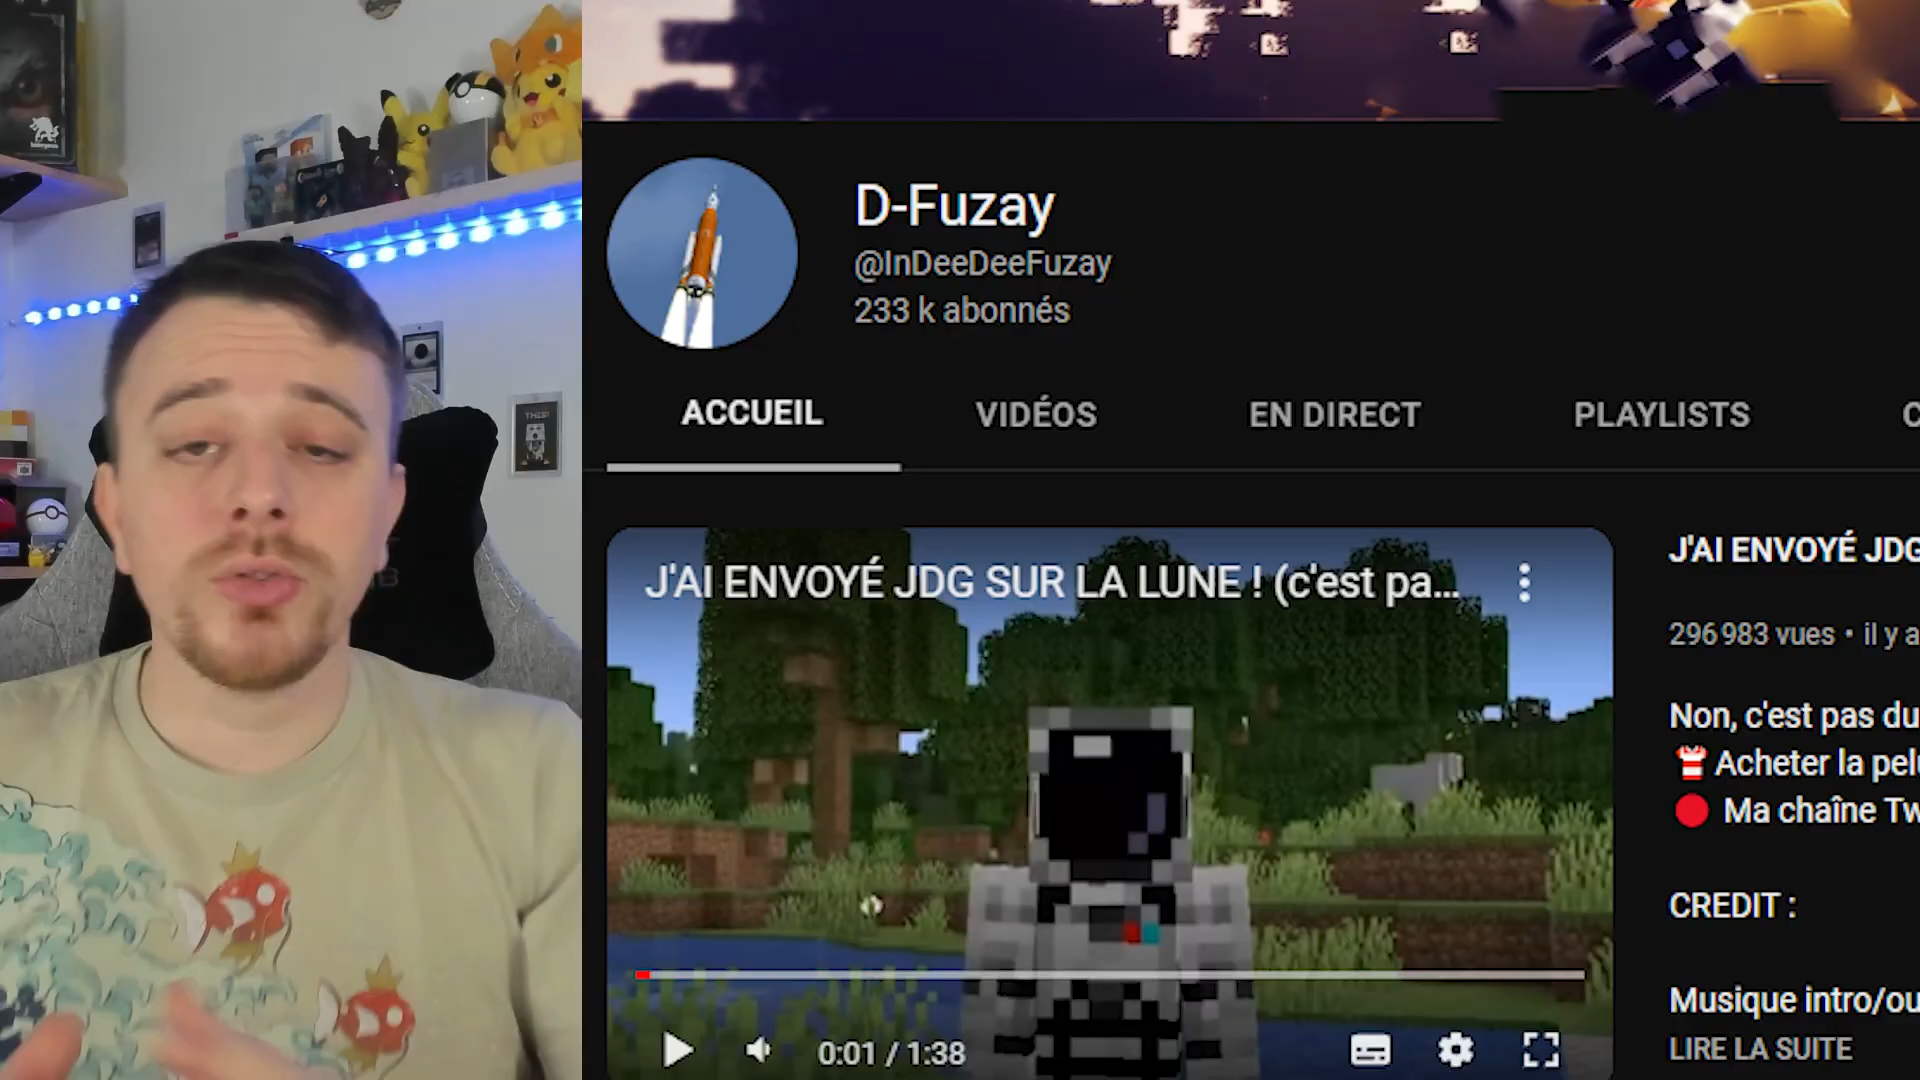 THIS!
D-Fuzay
@InDeeDeeFuzay
233 k abonnés
ACCUEIL
VIDÉOS
EN DIRECT
PLAYLISTS
C
J'AI ENVOYÉ JDG SUR LA LUNE ! (c'est pa...
J'AI ENVOYÉ JDG
296 983 vues • il y a
Non, c'est pas du
Acheter la pelu
Ma chaîne Tw
CREDIT :
Musique intro/ou
LIRE LA SUITE
0:01 / 1:38